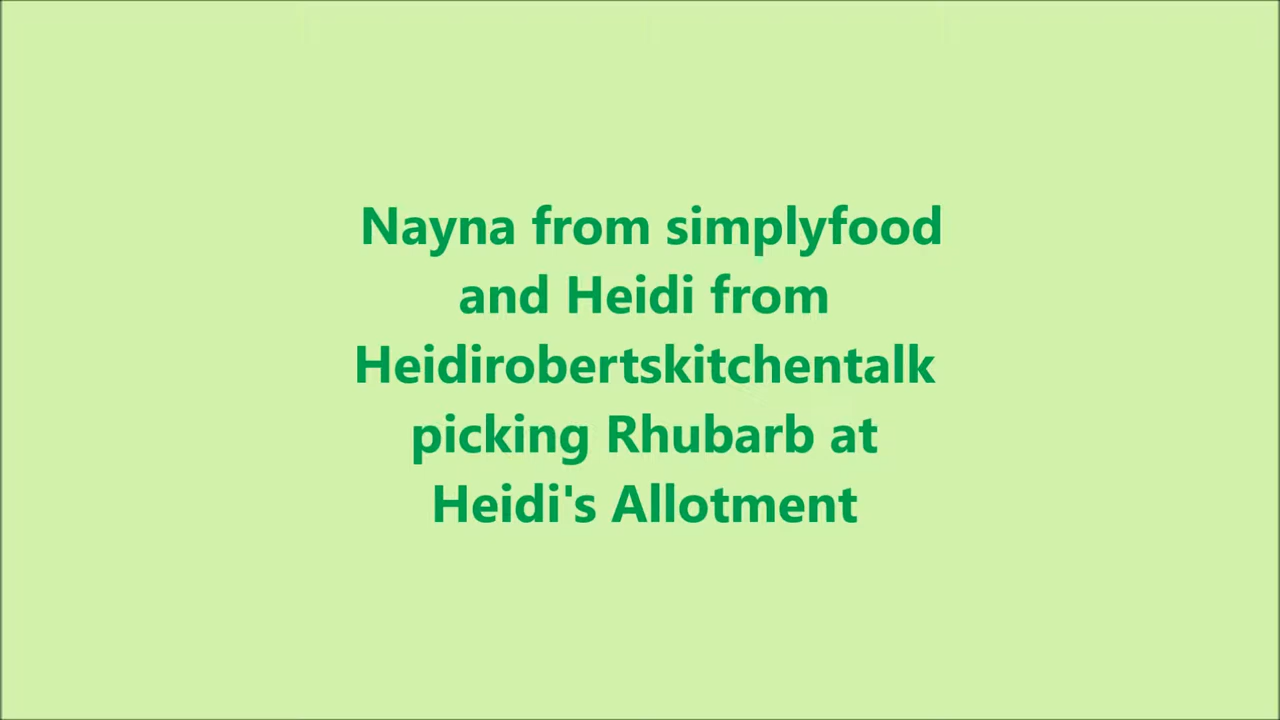 Nayna from simplyfood
and Heidi from
Heidirobertskitchentalk
picking Rhubarb at
Heidi's Allotment